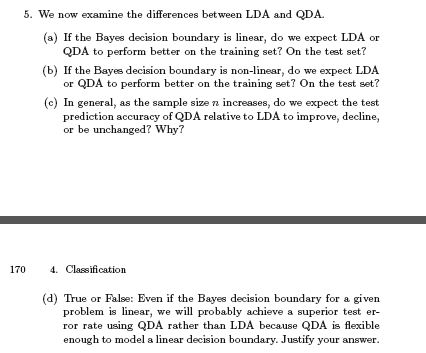 5. We now examine the differences between LDA and QDA.
(a) If the Bayes decision boundary is linear, do we expect LDA or
QDA to perform better on the training set? On the test set?
(b) If the Bayes decision boundary is non-linear, do we expect LDA
or QDA to perform better on the training set? On the test set?
(c) In general, as the sample size n increases, do we expect the test
prediction accuracy of QDA relative to LDA to improve, decline,
or be unchanged? Why?
170 4. Classification
(d) True or False: Even if the Bayes decision boundary for a given
problem is linear, we will probably achieve a superior test er-
ror rate using QDA rather than LDA because QDA is flexible
enough to model a linear decision boundary. Justify your answer.